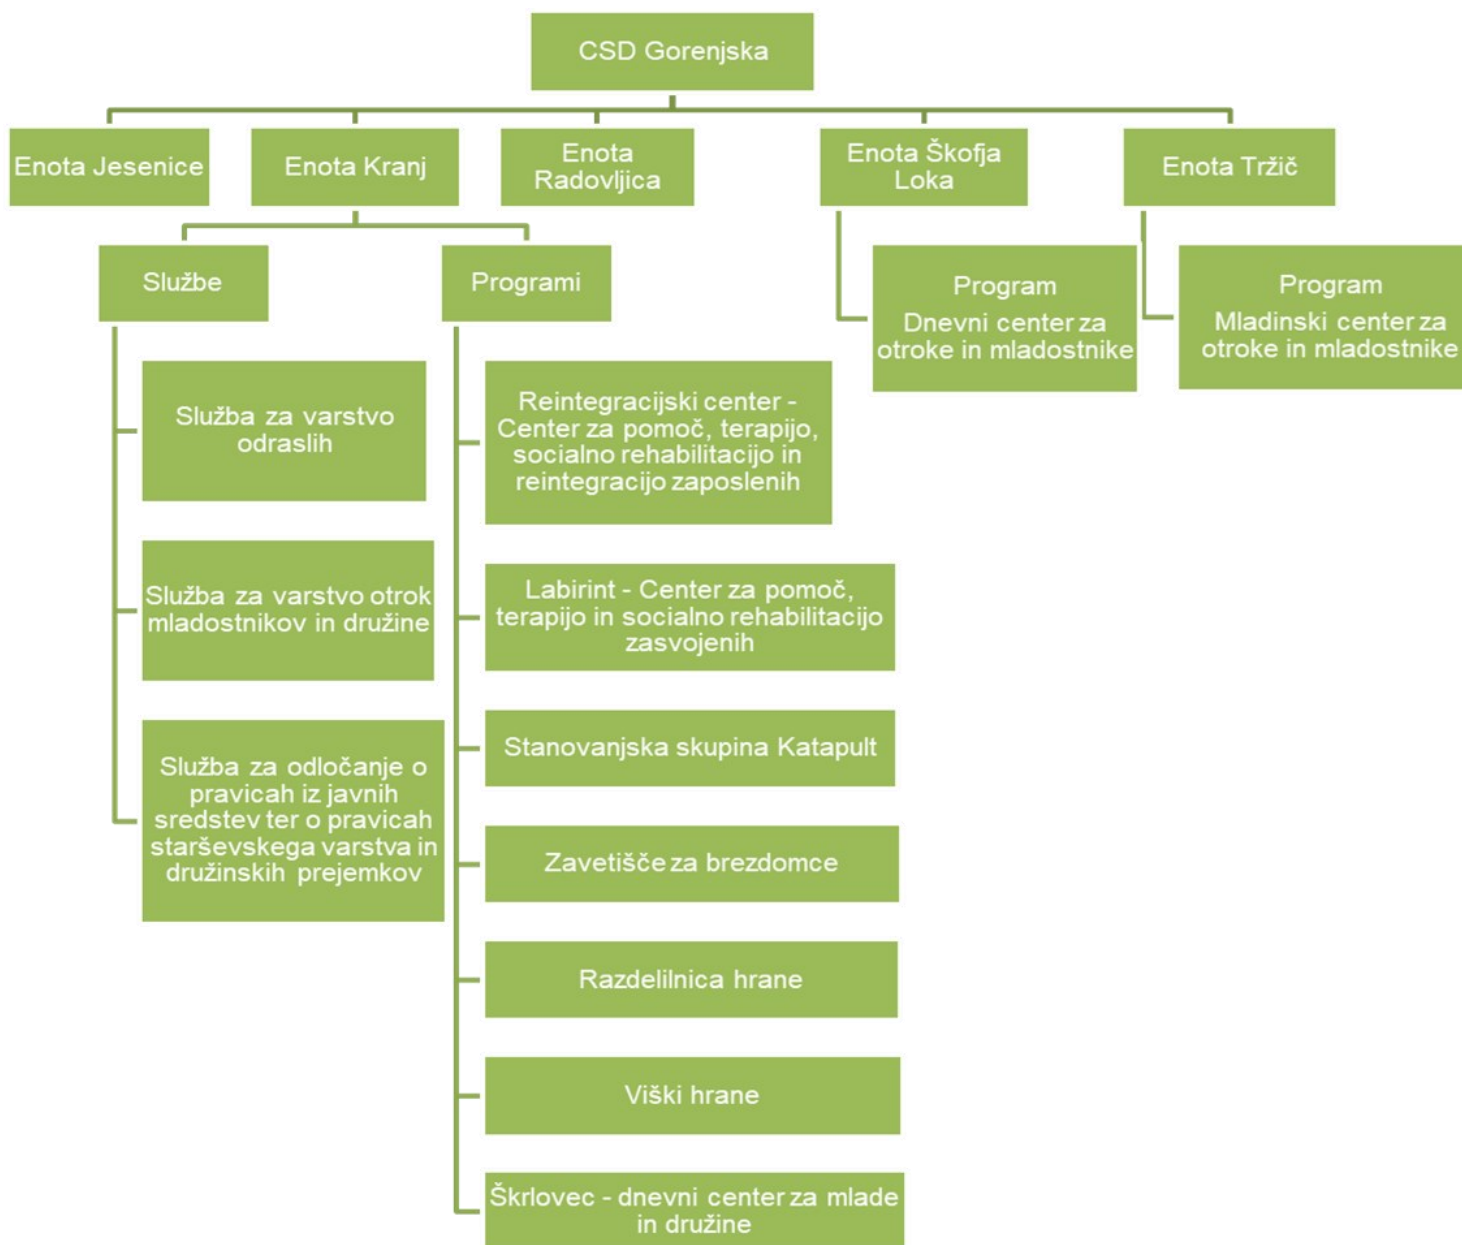 CSD Gorenjska
Enota Jesenice
Enota Kranj
Enota
Radovljica
Enota Škofja
Loka
Enota Tržič
Službe
Programi
Program
Dnevni center za
otroke in mladostnike
Program
Mladinski center za
otroke in mladostnike
Služba za varstvo
odraslih
Služba za varstvo otrok
mladostnikov in družine
Služba za odločanje o
pravicah iz javnih
sredstev ter o pravicah
starševskega varstva in
družinskih prejemkov
Reintegracijski center -
Center za pomoč, terapijo,
socialno rehabilitacijo in
reintegracijo zaposlenih
Labirint - Center za pomoč,
terapijo in socialno rehabilitacijo
zasvojenih
Stanovanjska skupina Katapult
Zavetišče za brezdomce
Razdelilnica hrane
Viški hrane
Škrlovec - dnevni center za mlade
in družine